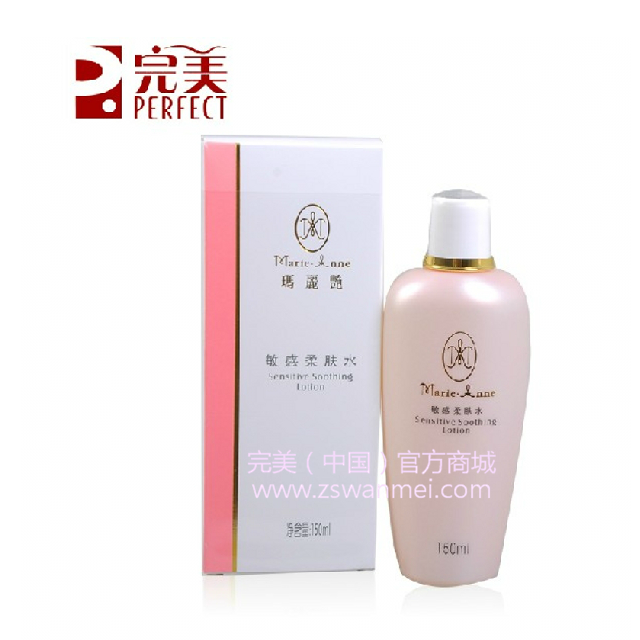 完美
PERFECT
Marie·Anne
瑪麗艷
敏感柔肤水
Sensitive Soothing
Lotion
净含量:150ml
Marie·Anne
敏感柔肤水
Sensitive Soothing
Lotion
150ml
完美（中国）官方商城
www.zswanmei.com